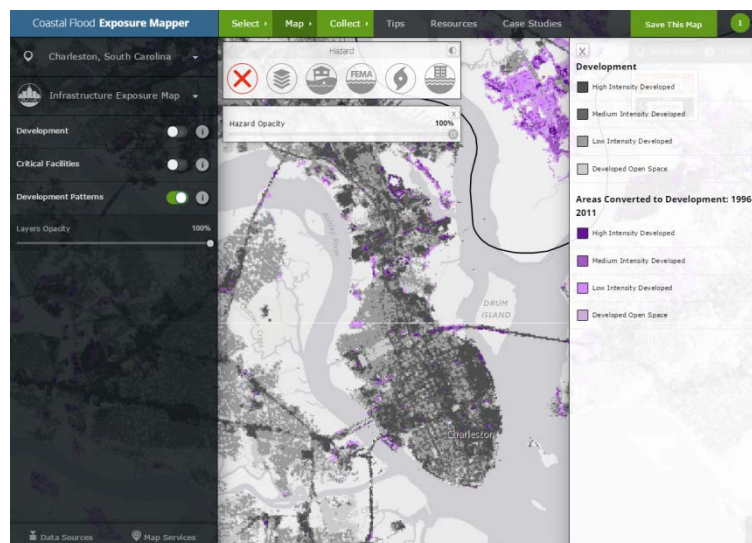 Coastal Flood Exposure Mapper
Select › Map › Collect › Tips Resources Case Studies
Save This Map
1
Charleston, South Carolina
Infrastructure Exposure Map
Development
Critical Facilities
Development Patterns
Layers Opacity 100%
Data Sources Map Services
Hazard
FEMA
X
Hazard Opacity 100%
DRUM
ISLAND
Charleston
X
Development
High Intensity Developed
Medium Intensity Developed
Low Intensity Developed
Developed Open Space
Areas Converted to Development: 1996
2011
High Intensity Developed
Medium Intensity Developed
Low Intensity Developed
Developed Open Space